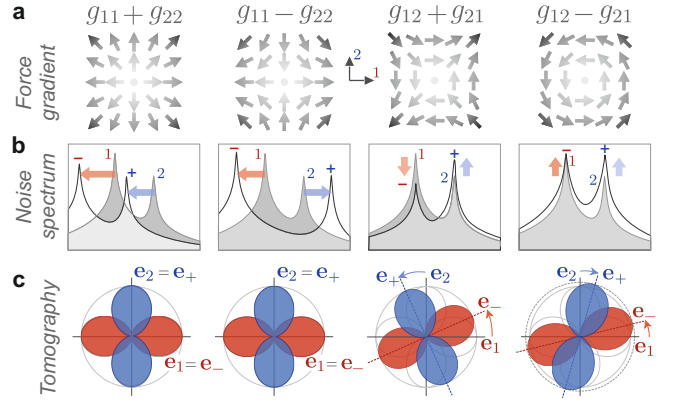 a
g₁₁ + g₂₂
g₁₁ − g₂₂
g₁₂ + g₂₁
g₁₂ − g₂₁
Force
gradient
2
1
b
Noise
spectrum
− 1 + 2
− 1 2 +
1 + − 2
− 1 + 2
c
Tomography
e₂ = e₊
e₁ = e₋
e₂ = e₊
e₁ = e₋
e₊ e₂
e₋
e₁
e₂ e₊
e₋
e₁